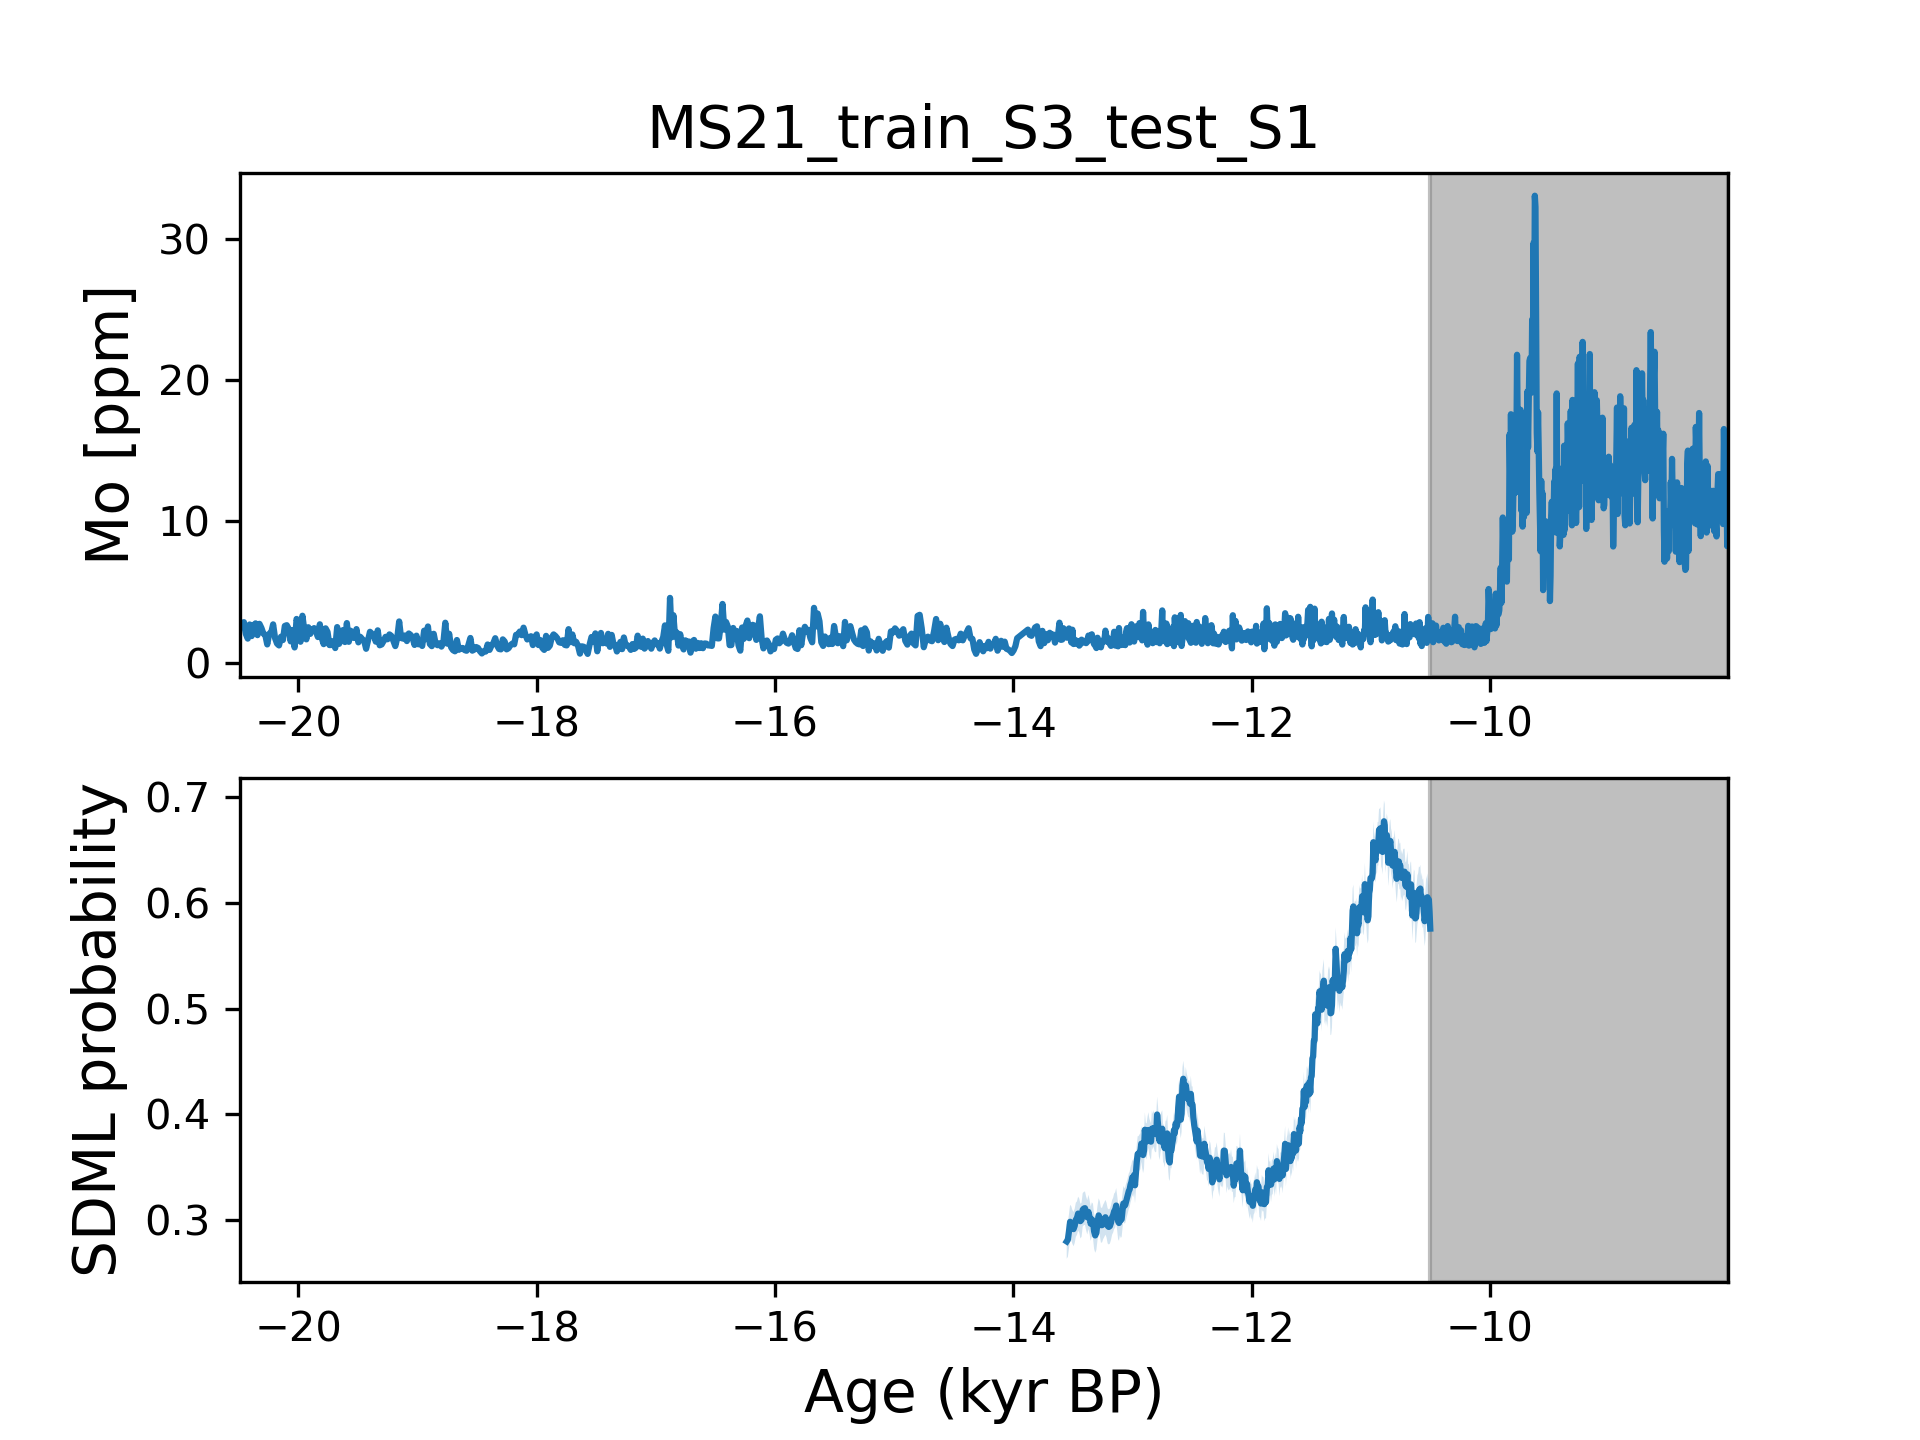 MS21_train_S3_test_S1
Mo [ppm]
30
20
10
0
−20 −18 −16 −14 −12 −10
SDML probability
0.7
0.6
0.5
0.4
0.3
−20 −18 −16 −14 −12 −10
Age (kyr BP)